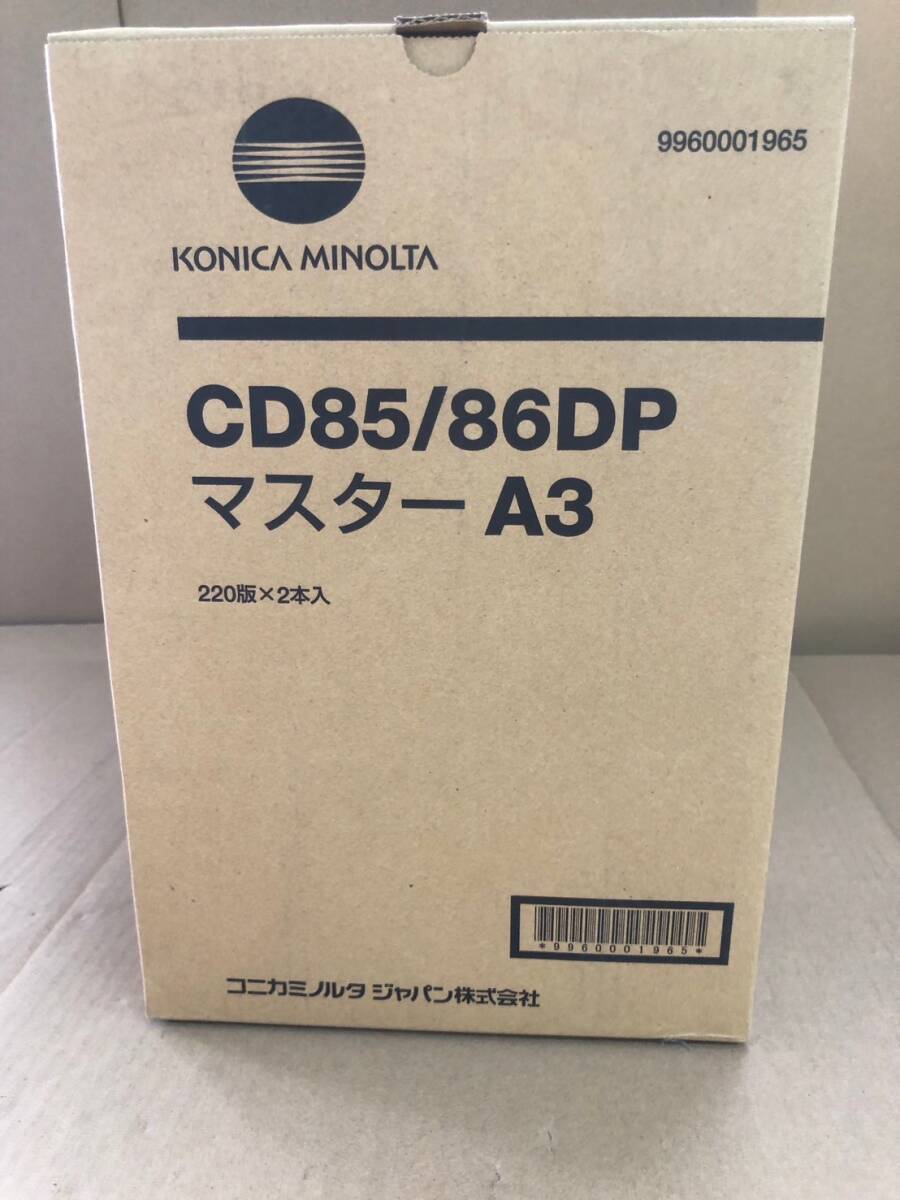 9960001965
KONICA MINOLTA
CD85/86DP
マスター A3
220版×2本入
*9960001965*
コニカミノルタ ジャパン株式会社